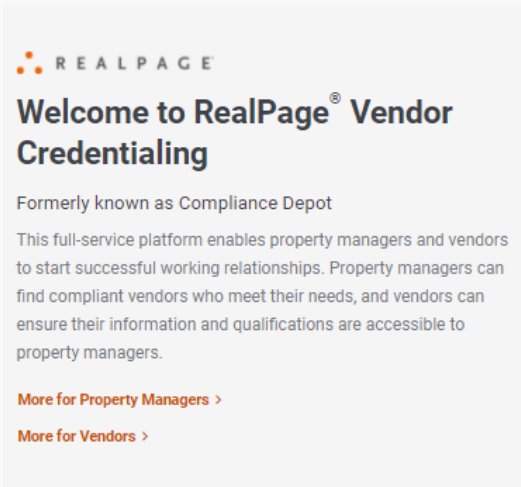 REALPAGE
Welcome to RealPage® Vendor
Credentialing
Formerly known as Compliance Depot
This full-service platform enables property managers and vendors
to start successful working relationships. Property managers can
find compliant vendors who meet their needs, and vendors can
ensure their information and qualifications are accessible to
property managers.
More for Property Managers >
More for Vendors >